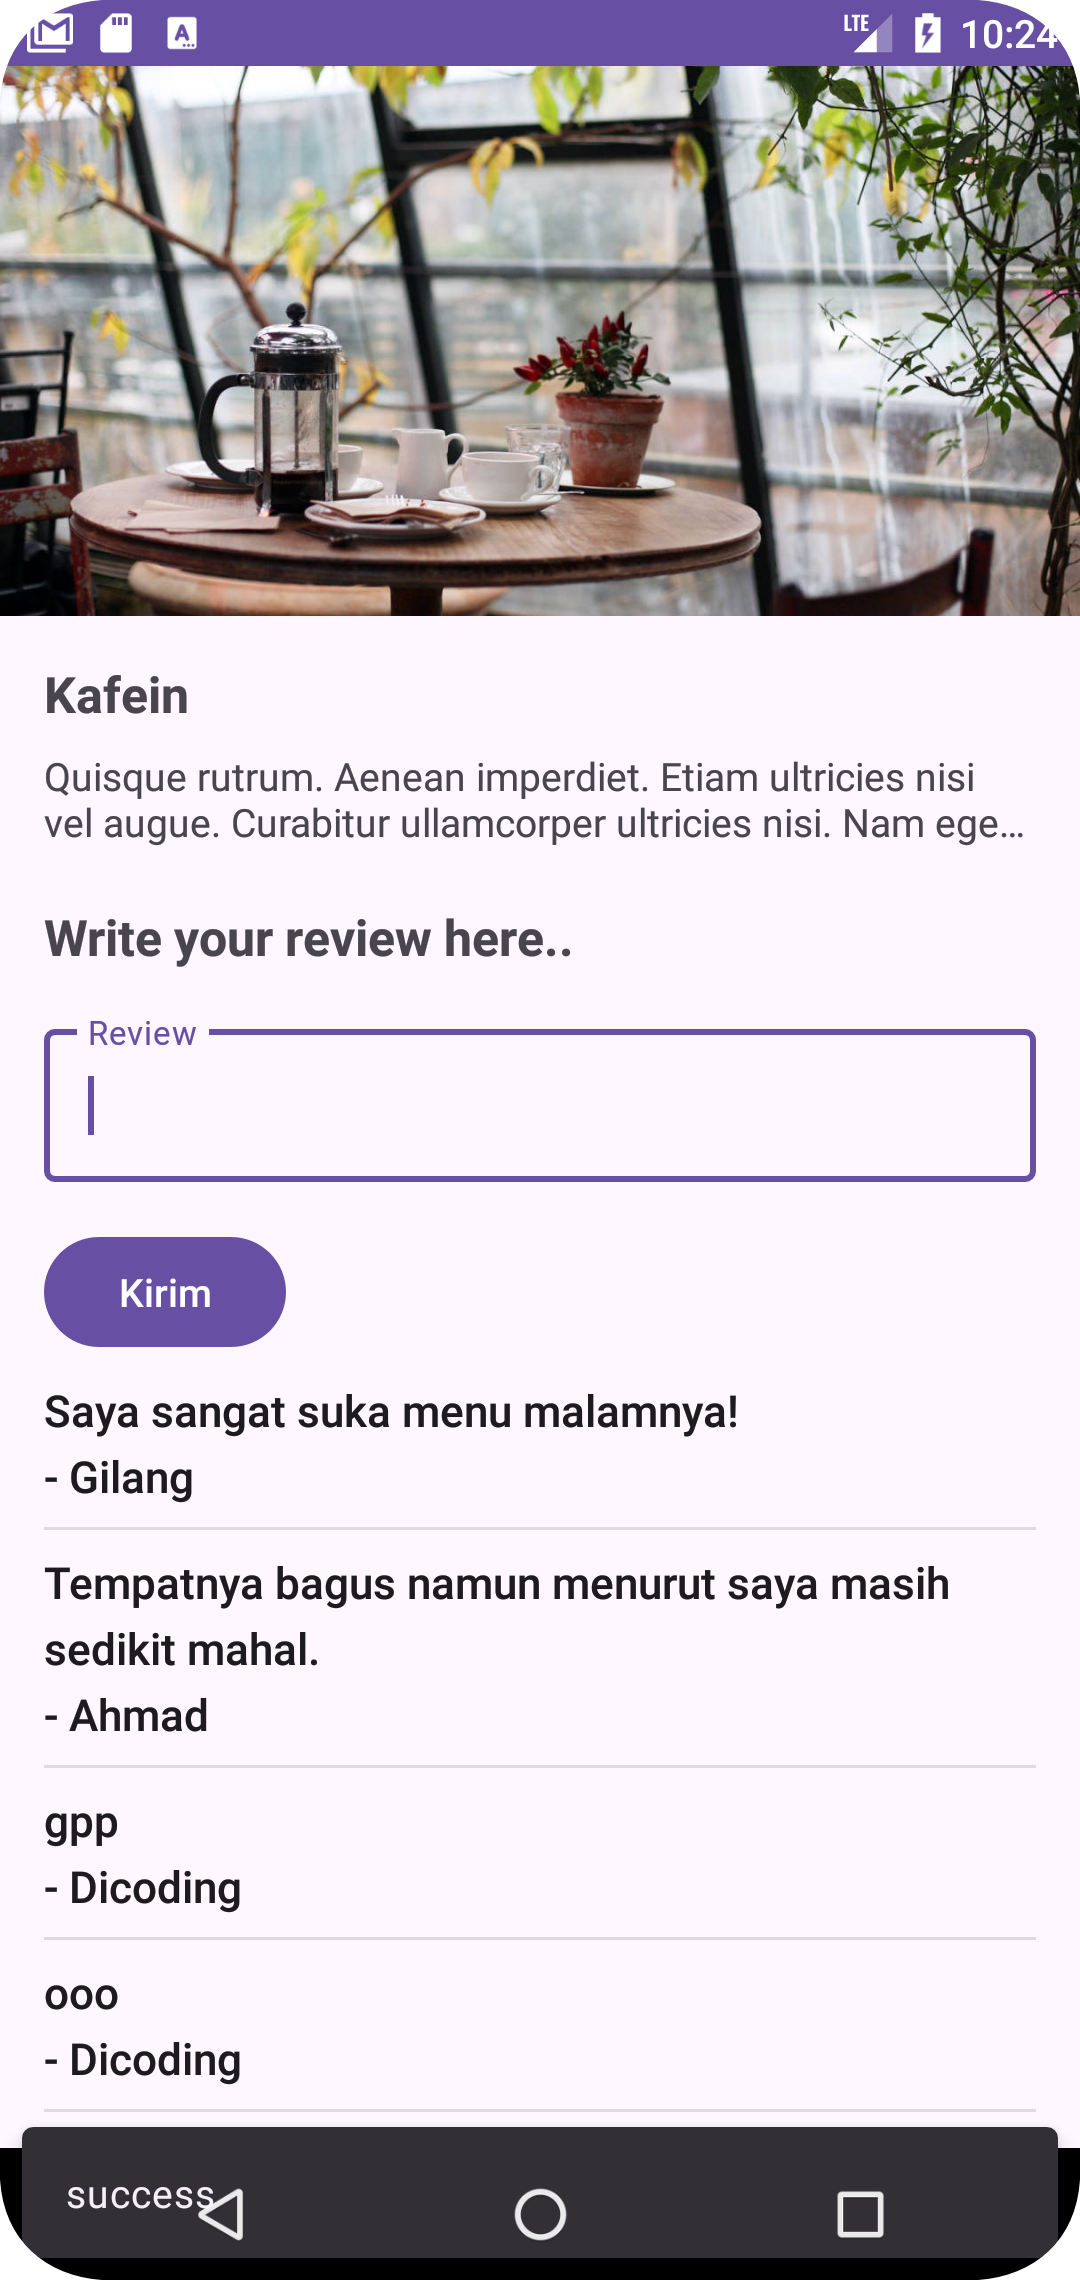 LTE 10:24
Kafein
Quisque rutrum. Aenean imperdiet. Etiam ultricies nisi
vel augue. Curabitur ullamcorper ultricies nisi. Nam ege…
Write your review here..
Review
Kirim
Saya sangat suka menu malamnya!
- Gilang
Tempatnya bagus namun menurut saya masih
sedikit mahal.
- Ahmad
gpp
- Dicoding
ooo
- Dicoding
success